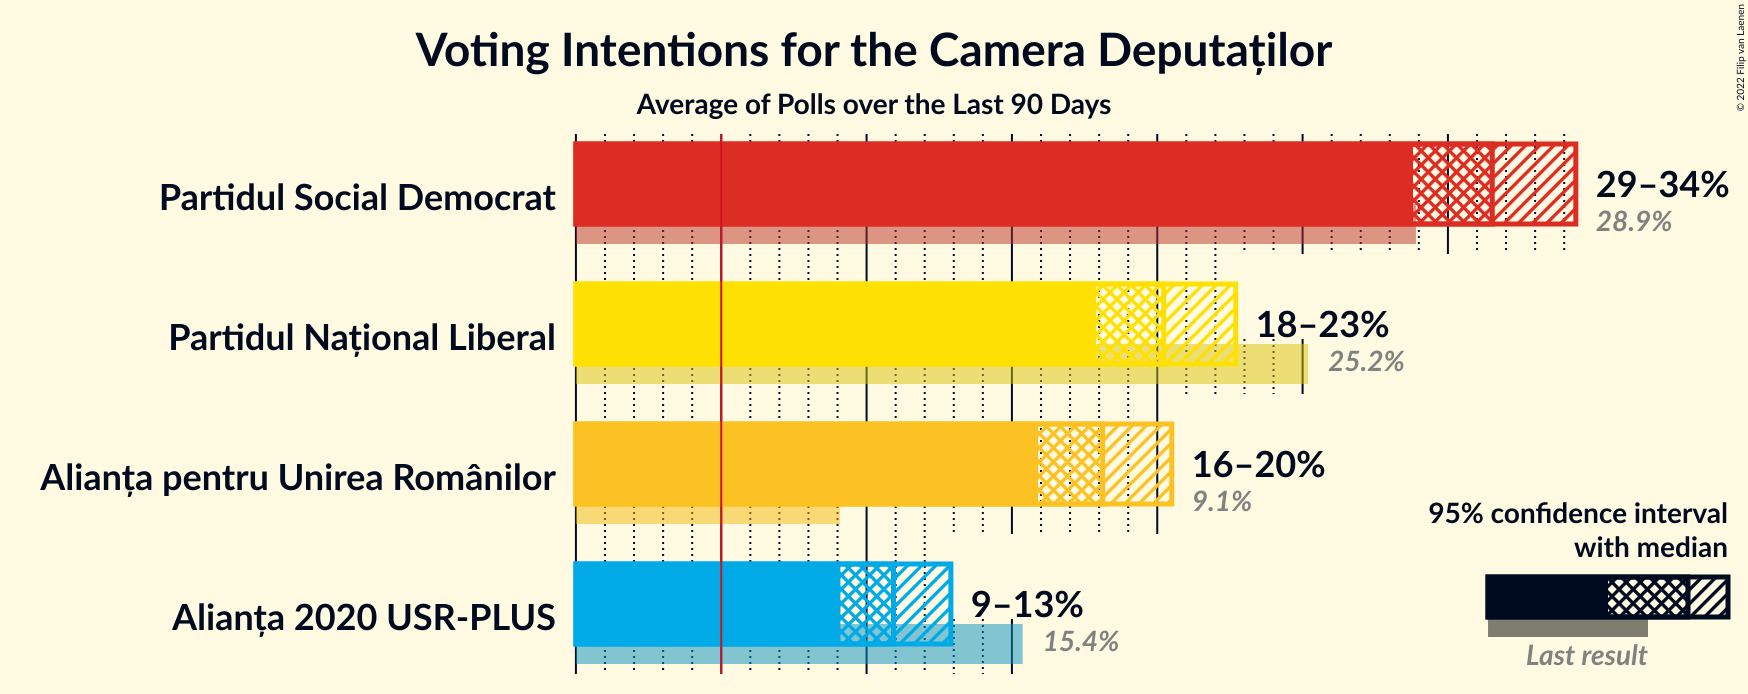 Voting Intentions for the Camera Deputaților
Average of Polls over the Last 90 Days
© 2022 Filip van Laenen
Partidul Social Democrat
29–34%
28.9%
Partidul Național Liberal
18–23%
25.2%
Alianța pentru Unirea Românilor
16–20%
9.1%
Alianța 2020 USR-PLUS
9–13%
15.4%
95% confidence interval
with median
Last result